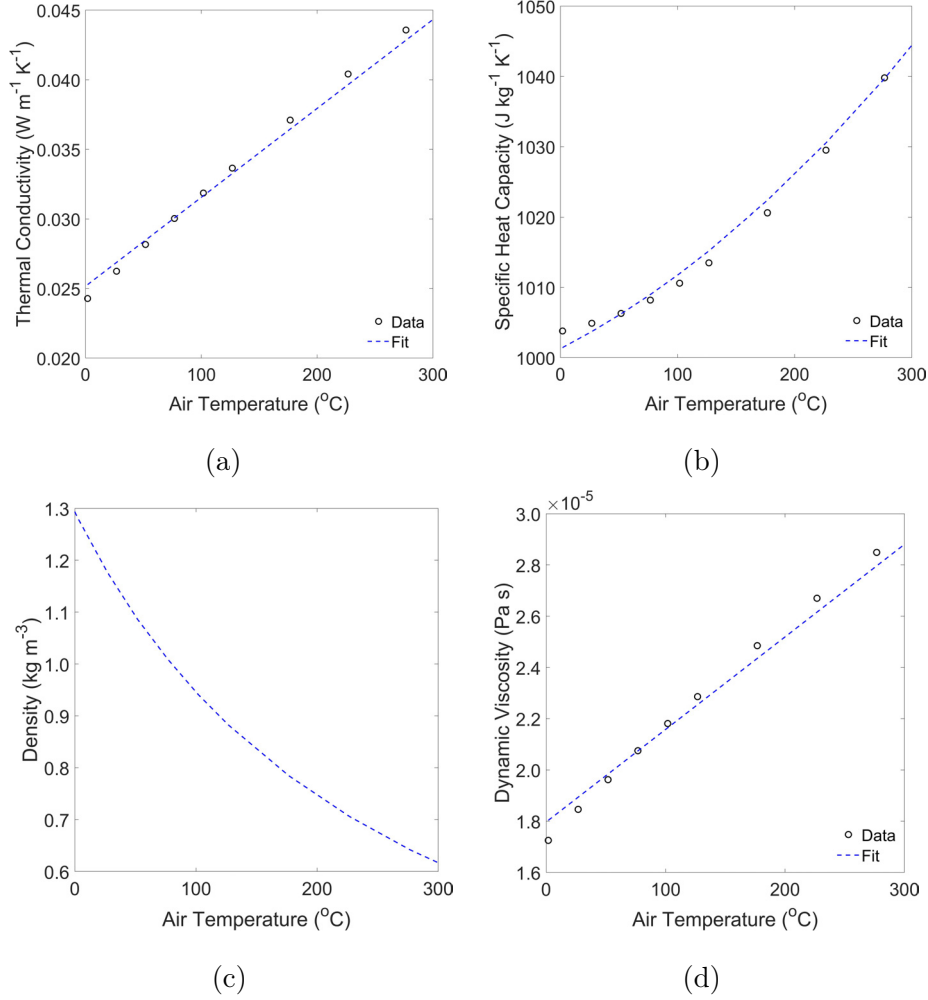 0.045
0.040
0.035
0.030
0.025
0.020
Thermal Conductivity (W m⁻¹ K⁻¹)
0 100 200 300
Air Temperature (°C)
Data
Fit
(a)
1050
1040
1030
1020
1010
1000
Specific Heat Capacity (J kg⁻¹ K⁻¹)
0 100 200 300
Air Temperature (°C)
Data
Fit
(b)
1.3
1.2
1.1
1.0
0.9
0.8
0.7
0.6
Density (kg m⁻³)
0 100 200 300
Air Temperature (°C)
(c)
×10⁻⁵
3.0
2.8
2.6
2.4
2.2
2.0
1.8
1.6
Dynamic Viscosity (Pa s)
0 100 200 300
Air Temperature (°C)
Data
Fit
(d)